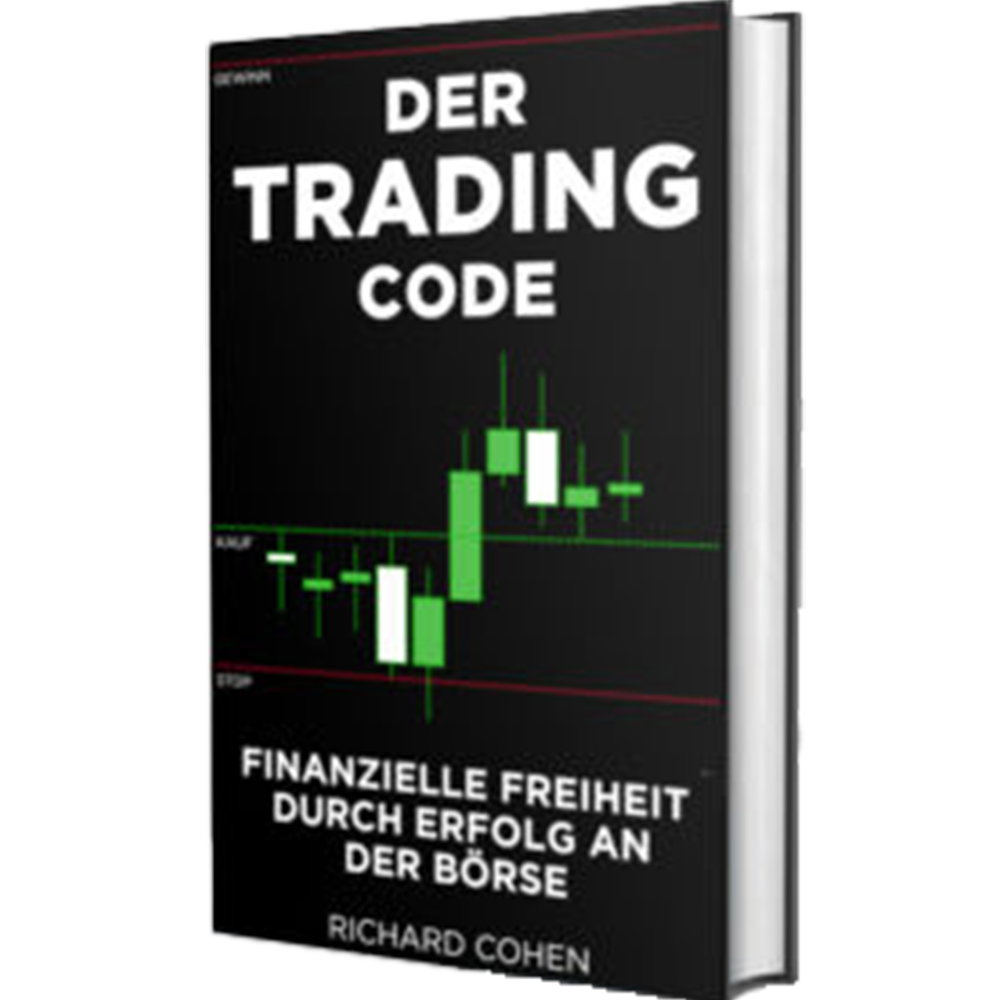 GEWINN
DER
TRADING
CODE
KAUF
STOP
FINANZIELLE FREIHEIT
DURCH ERFOLG AN
DER BÖRSE
RICHARD COHEN